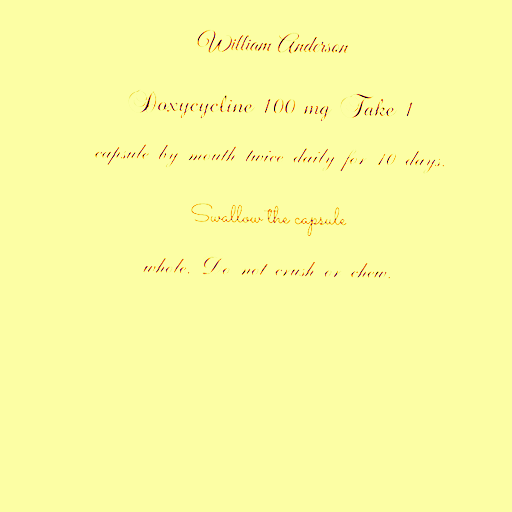 William Anderson
Doxycycline 100 mg Take 1
capsule by mouth twice daily for 10 days.
Swallow the capsule
whole. Do not crush or chew.